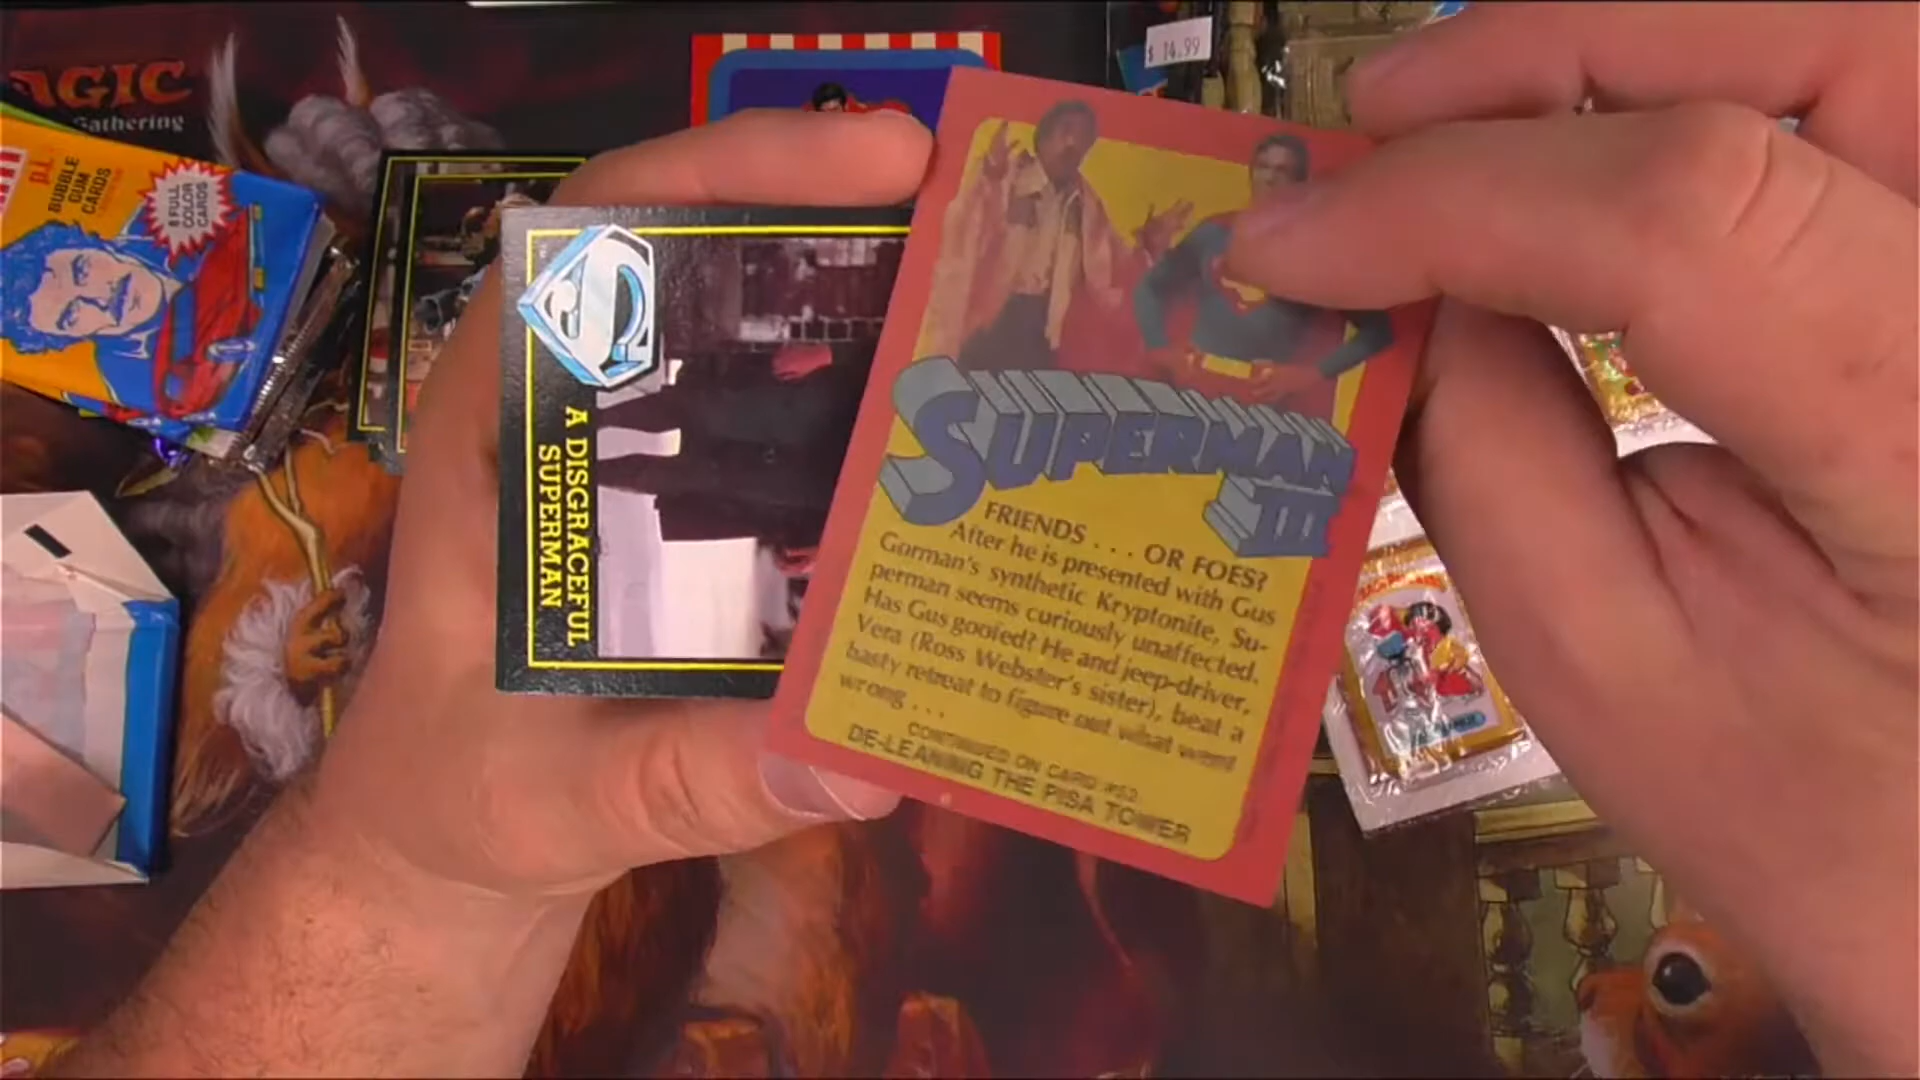 AGIC
Gathering
$ 14.99
BUBBLE
GUM
CARDS
8 FULL
COLOR
CARDS
A DISGRACEFUL
SUPERMAN
SUPERMAN
III
FRIENDS . . . OR FOES?
After he is presented with Gus
Gorman's synthetic Kryptonite, Su-
perman seems curiously unaffected.
Has Gus goofed? He and jeep-driver,
Vera (Ross Webster's sister), beat a
hasty retreat to figure out what went
wrong . . .
CONTINUED ON CARD #52
DE-LEANING THE PISA TOWER